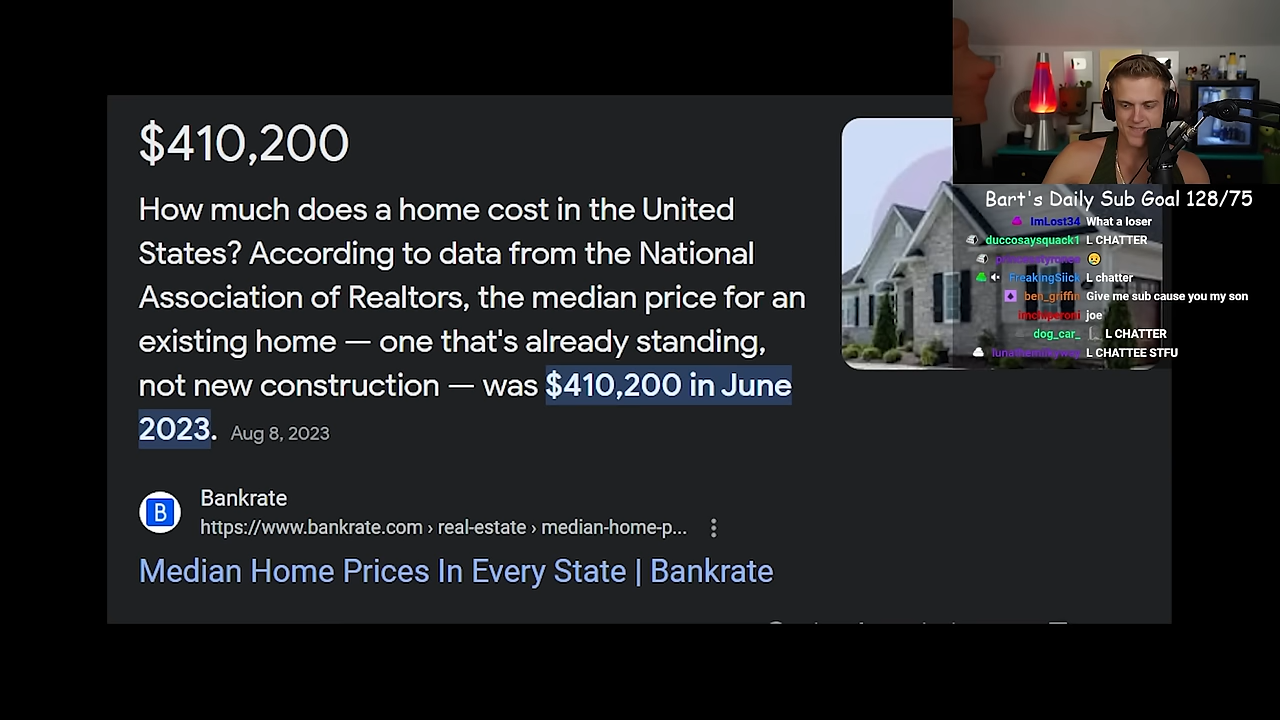 $410,200
How much does a home cost in the United
States? According to data from the National
Association of Realtors, the median price for an
existing home — one that's already standing,
not new construction — was $410,200 in June
2023. Aug 8, 2023
B
Bankrate
https://www.bankrate.com › real-estate › median-home-p...
Median Home Prices In Every State | Bankrate
Bart's Daily Sub Goal 128/75
ImLost34 What a loser
duccosaysquack1 L CHATTER
FreakingSiick L chatter
ben_griffin Give me sub cause you my son
joe
dog_car_ L CHATTER
L CHATTEE STFU